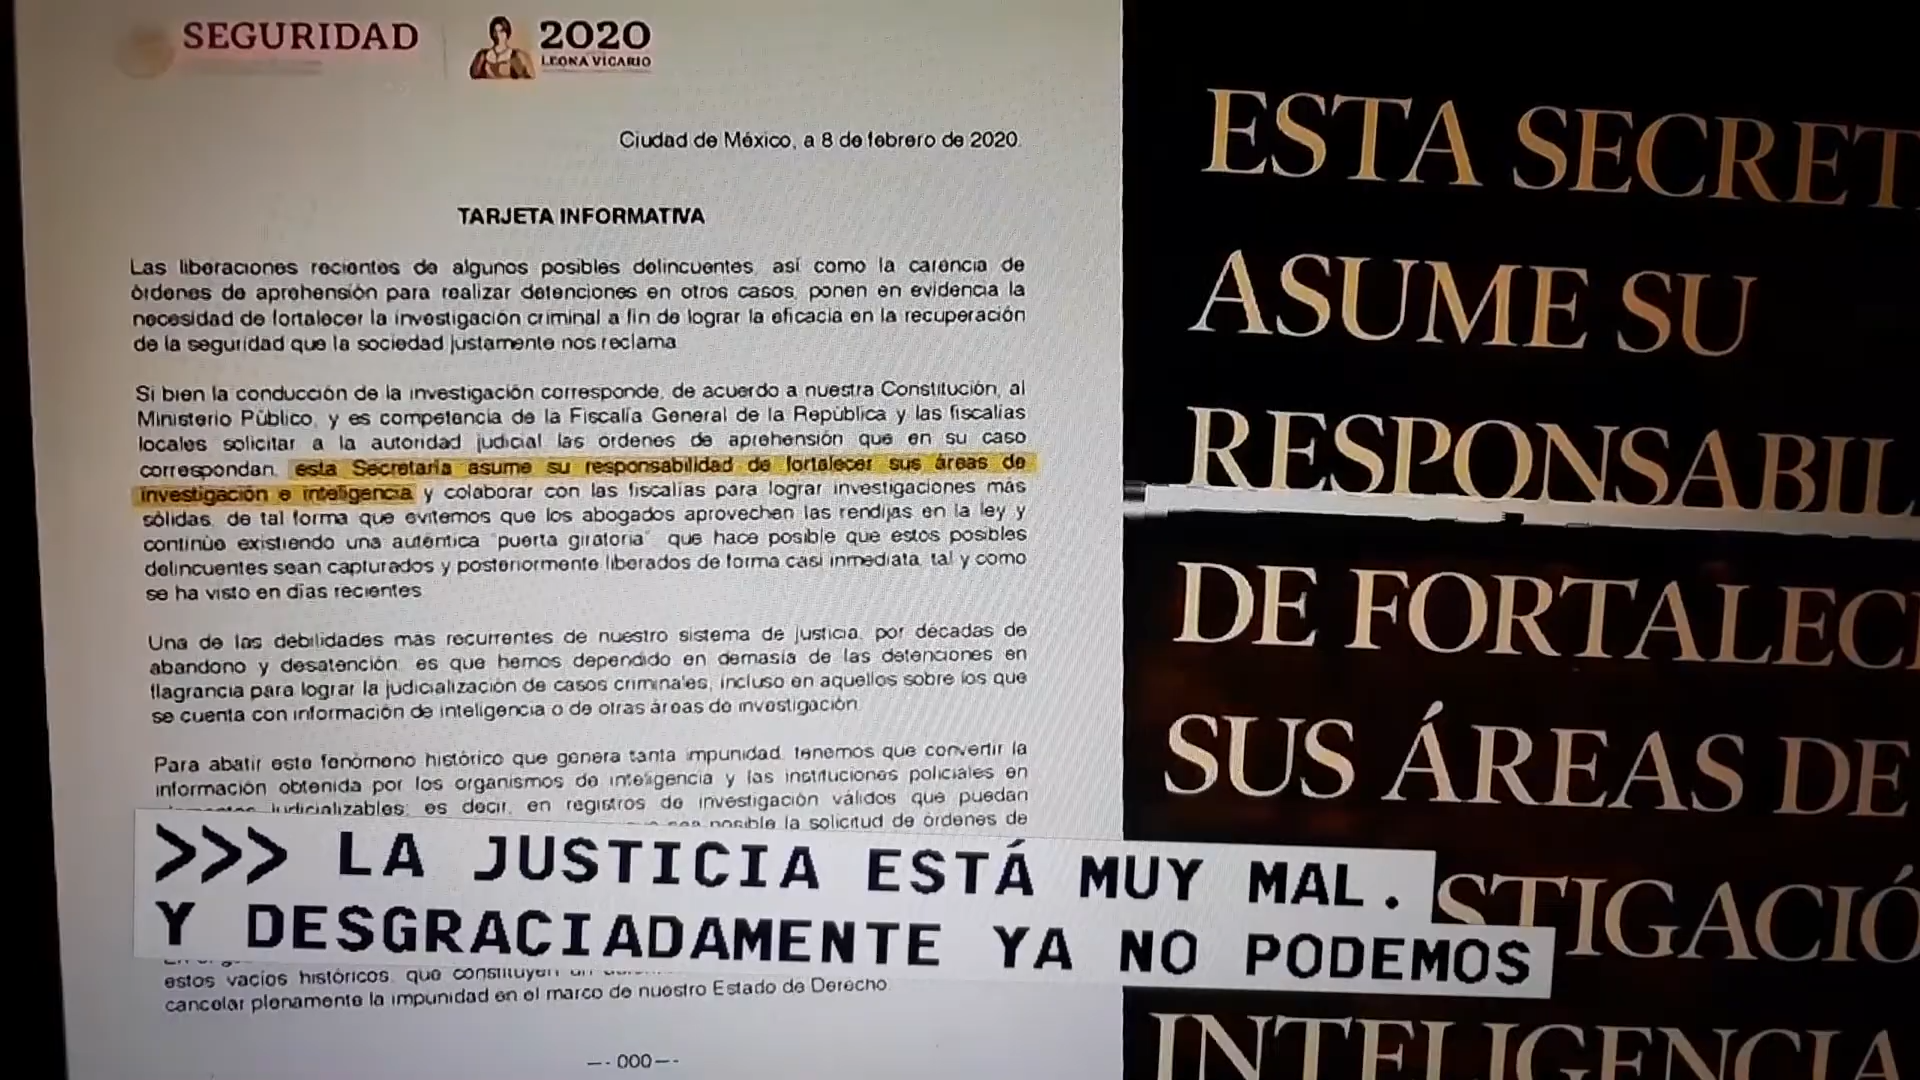 SEGURIDAD
2020
LEONA VICARIO
Ciudad de México, a 8 de febrero de 2020.
TARJETA INFORMATIVA
Las liberaciones recientes de algunos posibles delincuentes, así como la carencia de
órdenes de aprehensión para realizar detenciones en otros casos, ponen en evidencia la
necesidad de fortalecer la investigación criminal a fin de lograr la eficacia en la recuperación
de la seguridad que la sociedad justamente nos reclama.
Si bien la conducción de la investigación corresponde, de acuerdo a nuestra Constitución, al
Ministerio Público, y es competencia de la Fiscalía General de la República y las fiscalías
locales solicitar a la autoridad judicial las órdenes de aprehensión que en su caso
correspondan, esta Secretaría asume su responsabilidad de fortalecer sus áreas de
investigación e inteligencia y colaborar con las fiscalías para lograr investigaciones más
sólidas, de tal forma que evitemos que los abogados aprovechen las rendijas en la ley y
continúe existiendo una auténtica "puerta giratoria" que hace posible que estos posibles
delincuentes sean capturados y posteriormente liberados de forma casi inmediata, tal y como
se ha visto en días recientes.
Una de las debilidades más recurrentes de nuestro sistema de justicia, por décadas de
abandono y desatención, es que hemos dependido en demasía de las detenciones en
flagrancia para lograr la judicialización de casos criminales, incluso en aquellos sobre los que
se cuenta con información de inteligencia o de otras áreas de investigación.
Para abatir este fenómeno histórico que genera tanta impunidad, tenemos que convertir la
información obtenida por los organismos de inteligencia y las instituciones policiales en
judicializables; es decir, en registros de investigación válidos que puedan
posible la solicitud de órdenes de
estos vacíos históricos, que constituyen un
cancelar plenamente la impunidad en el marco de nuestro Estado de Derecho.
--- 000 ---
>>> LA JUSTICIA ESTÁ MUY MAL.
Y DESGRACIADAMENTE YA NO PODEMOS
ESTA SECRET
ASUME SU
RESPONSABIL
DE FORTALEC
SUS ÁREAS DE
STIGACIÓ
INTELIGENCIA